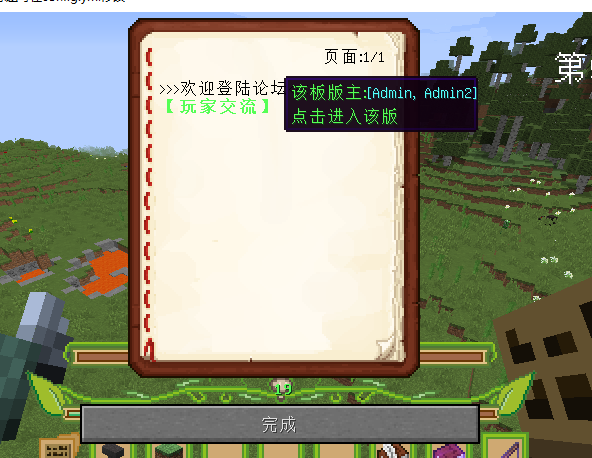 页面:1/1
>>>欢迎登陆论坛
【玩家交流】
该板版主:[Admin, Admin2]
点击进入该版
第
19
完成